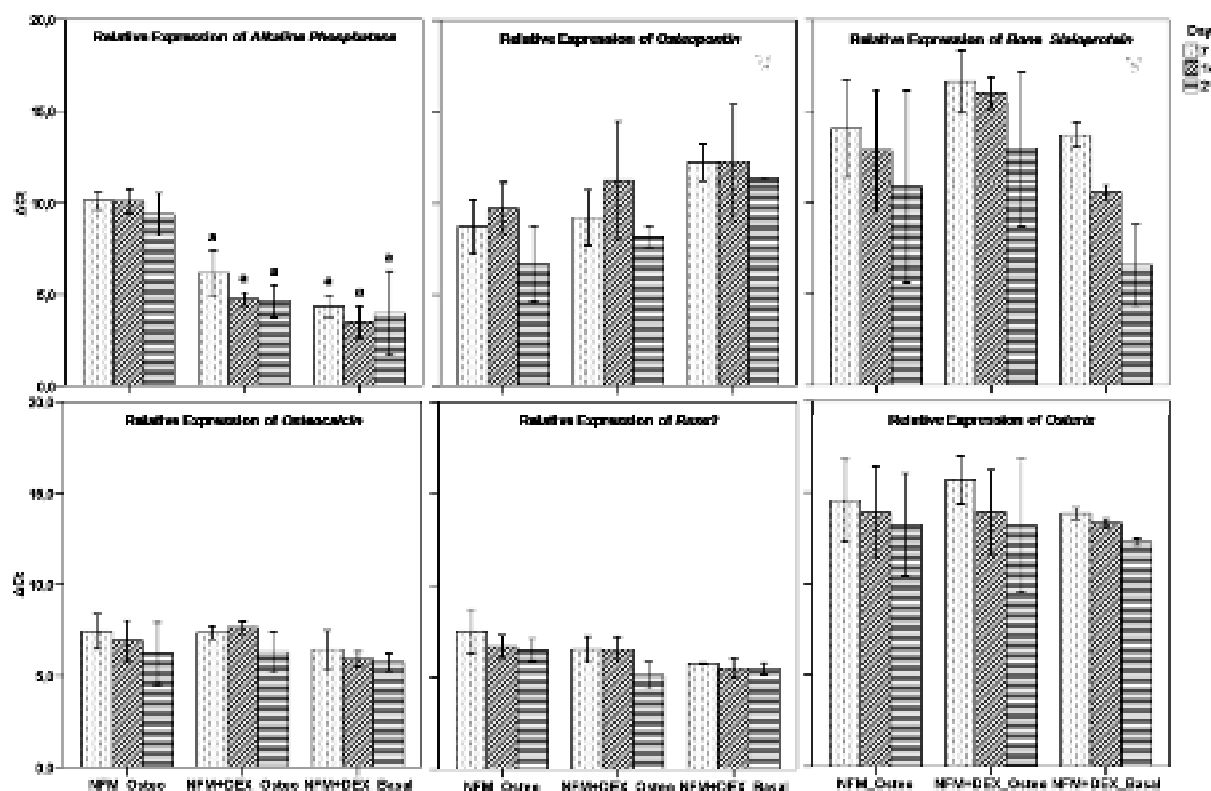 20,0
Relative Expression of Alkaline Phosphatase
Relative Expression of Osteopontin
Relative Expression of Bone Sialoprotein
Day
15,0
10,0
5,0
0,0
ΔCt
a
a
a
a
a
a
20,0
Relative Expression of Osteocalcin
Relative Expression of Runx2
Relative Expression of Osterix
15,0
10,0
5,0
0,0
ΔCt
NFM_Osteo NFM+DEX_Osteo NFM+DEX_Basal
NFM_Osteo NFM+DEX_Osteo NFM+DEX_Basal
NFM_Osteo NFM+DEX_Osteo NFM+DEX_Basal